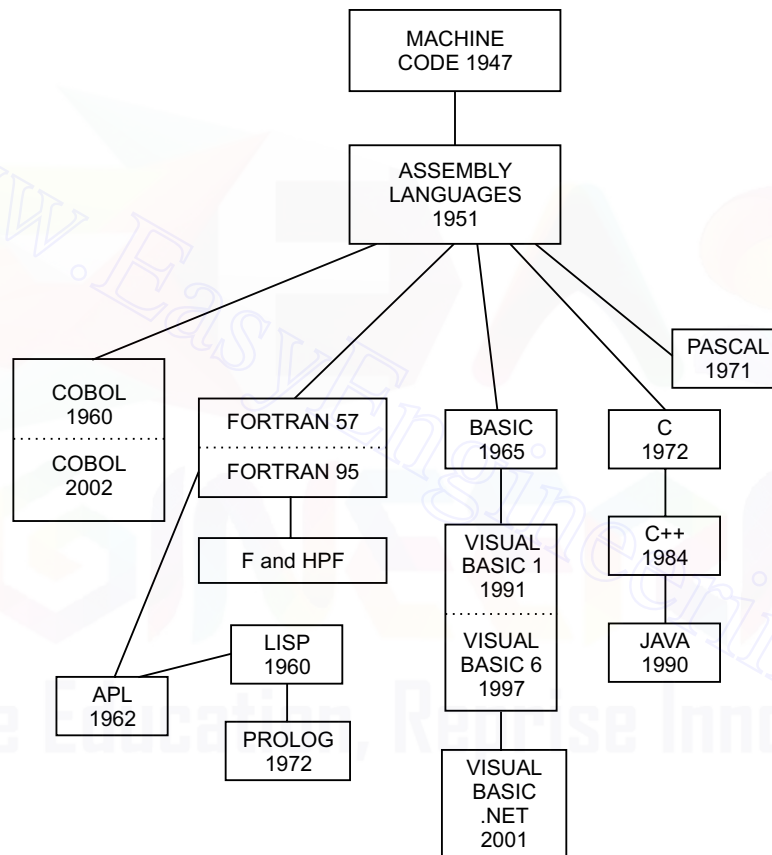 MACHINE
CODE 1947
ASSEMBLY
LANGUAGES
1951
PASCAL
1971
COBOL
1960
COBOL
2002
FORTRAN 57
FORTRAN 95
BASIC
1965
C
1972
F and HPF
VISUAL
BASIC 1
1991
VISUAL
BASIC 6
1997
C++
1984
LISP
1960
JAVA
1990
APL
1962
PROLOG
1972
VISUAL
BASIC
.NET
2001